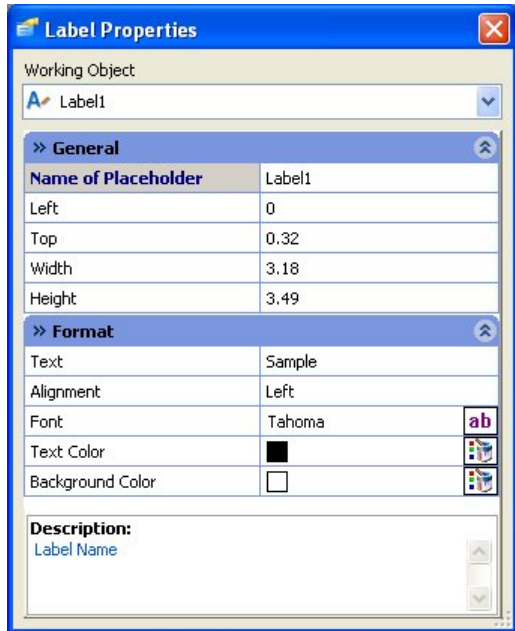 Label Properties
Working Object
A Label1
» General
Name of Placeholder Label1
Left 0
Top 0.32
Width 3.18
Height 3.49
» Format
Text Sample
Alignment Left
Font Tahoma ab
Text Color
Background Color
Description:
Label Name